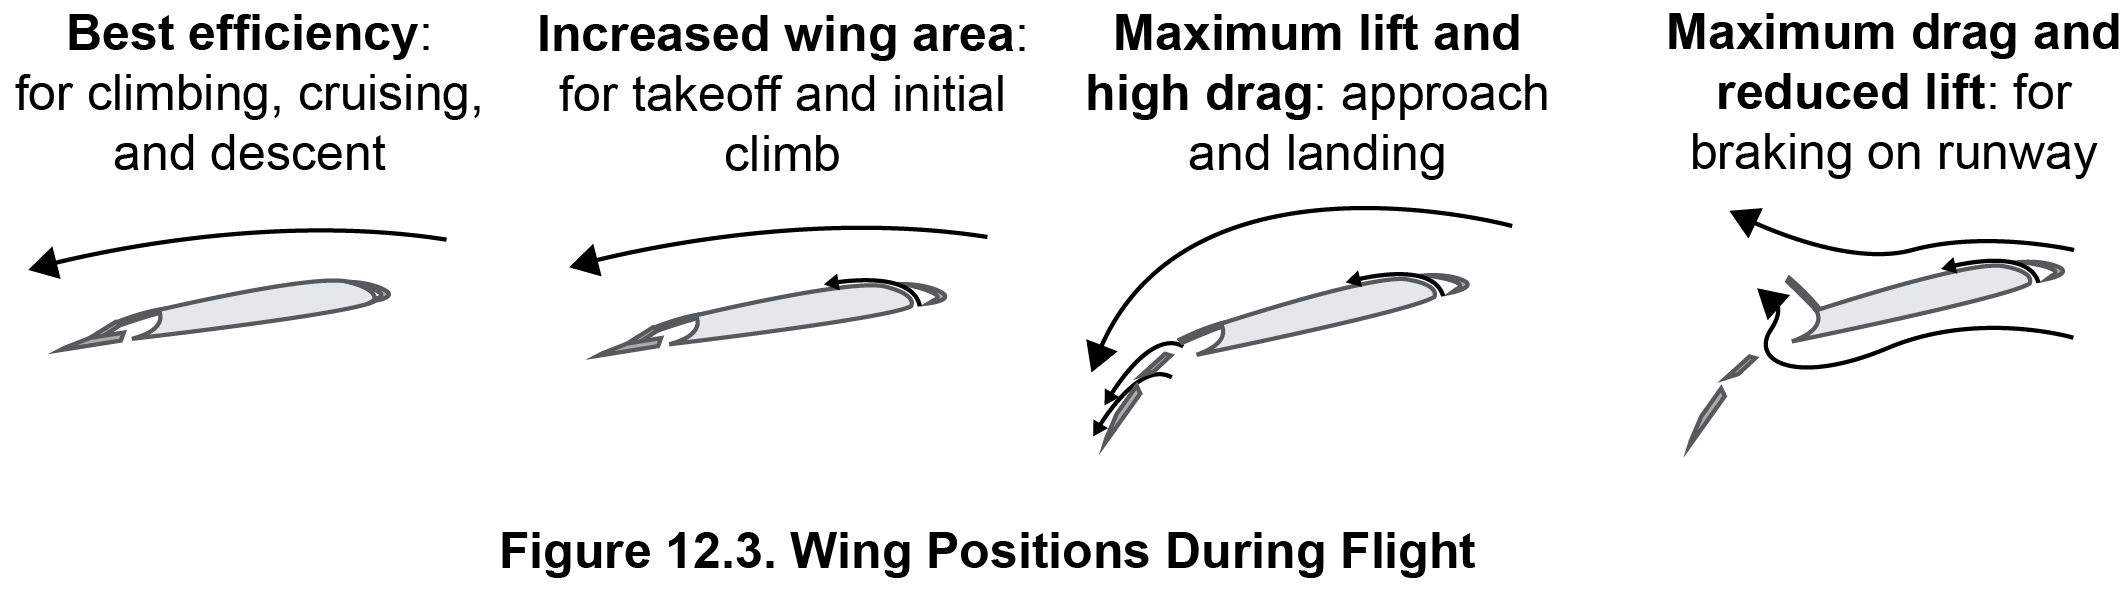 Best efficiency:
for climbing, cruising,
and descent
Increased wing area:
for takeoff and initial
climb
Maximum lift and
high drag: approach
and landing
Maximum drag and
reduced lift: for
braking on runway
Figure 12.3. Wing Positions During Flight